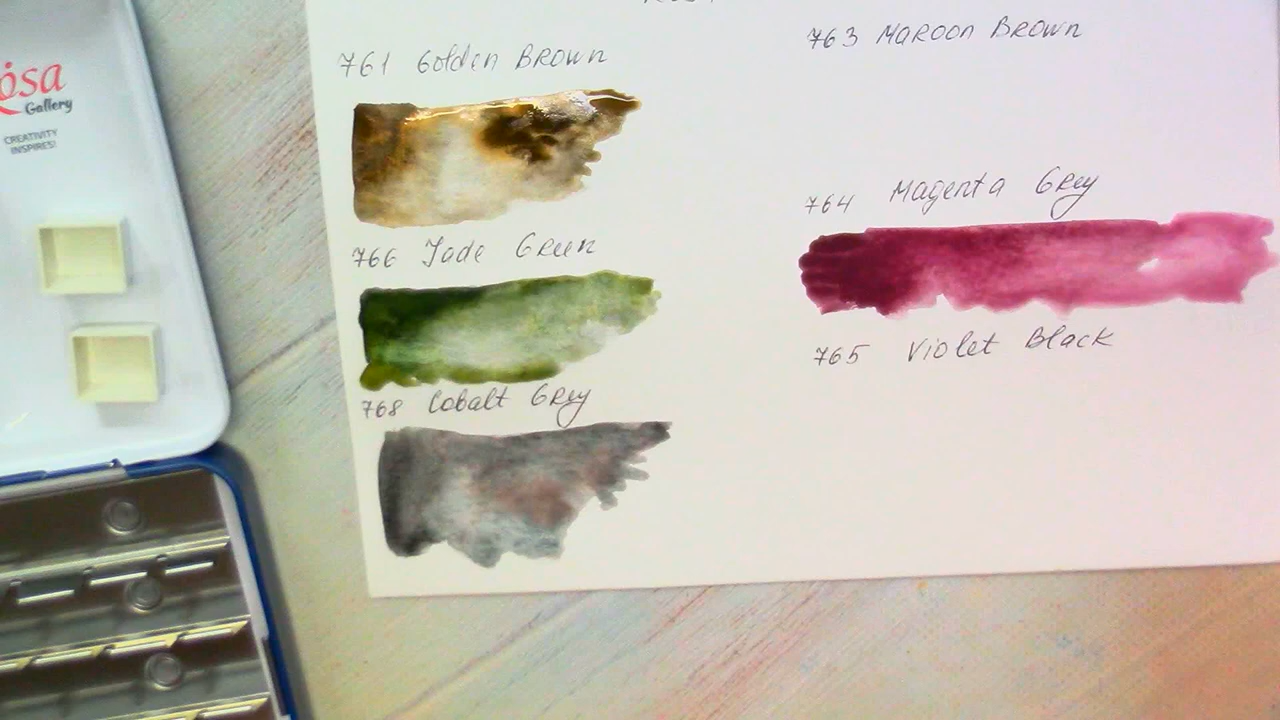 Rosa
Gallery
CREATIVITY
INSPIRES!
761 Golden BROWN
766 Jade Green
768 Cobalt Grey
763 MAROON BROWN
764 Magenta Grey
765 Violet Black